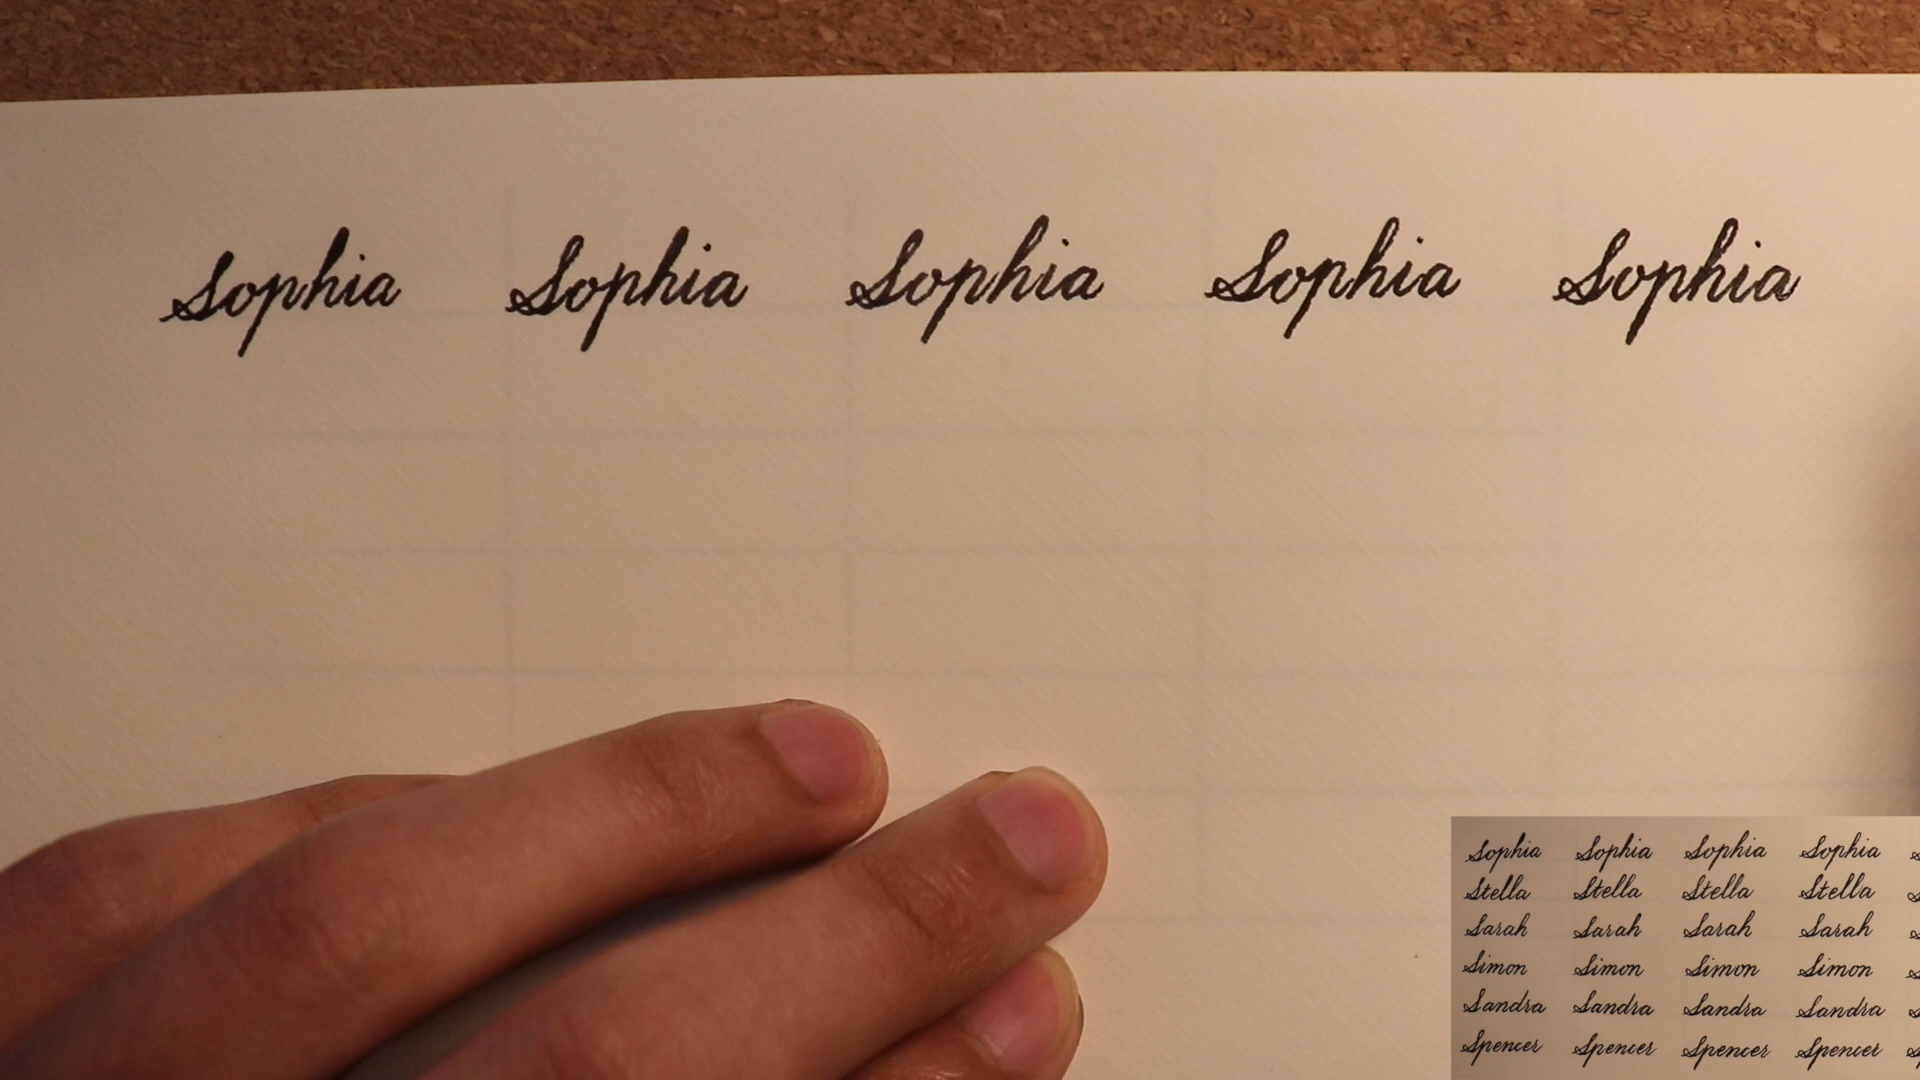 Sophia Sophia Sophia Sophia Sophia
Sophia Sophia Sophia Sophia
Stella Stella Stella Stella
Sarah Sarah Sarah Sarah
Simon Simon Simon Simon
Sandra Sandra Sandra Sandra
Spencer Spencer Spencer Spencer